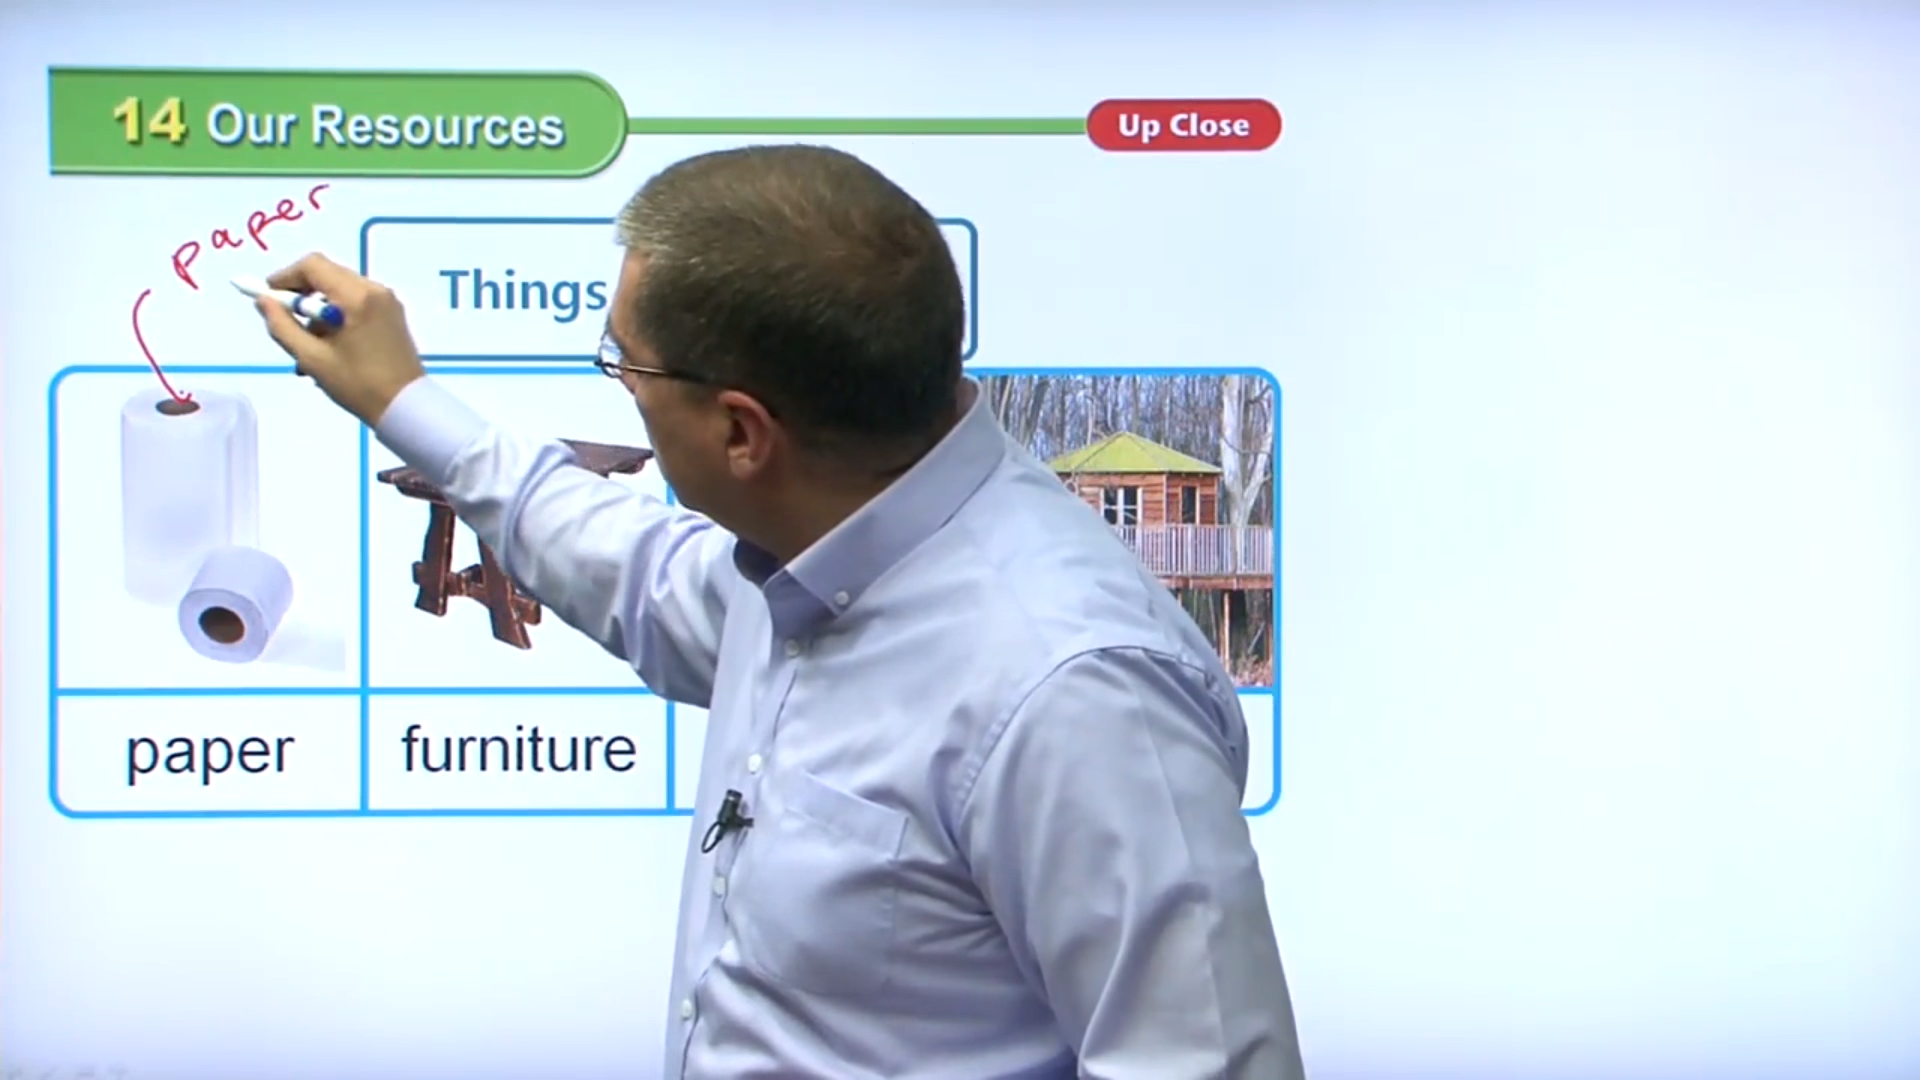 14 Our Resources
Up Close
paper
Things
paper
furniture